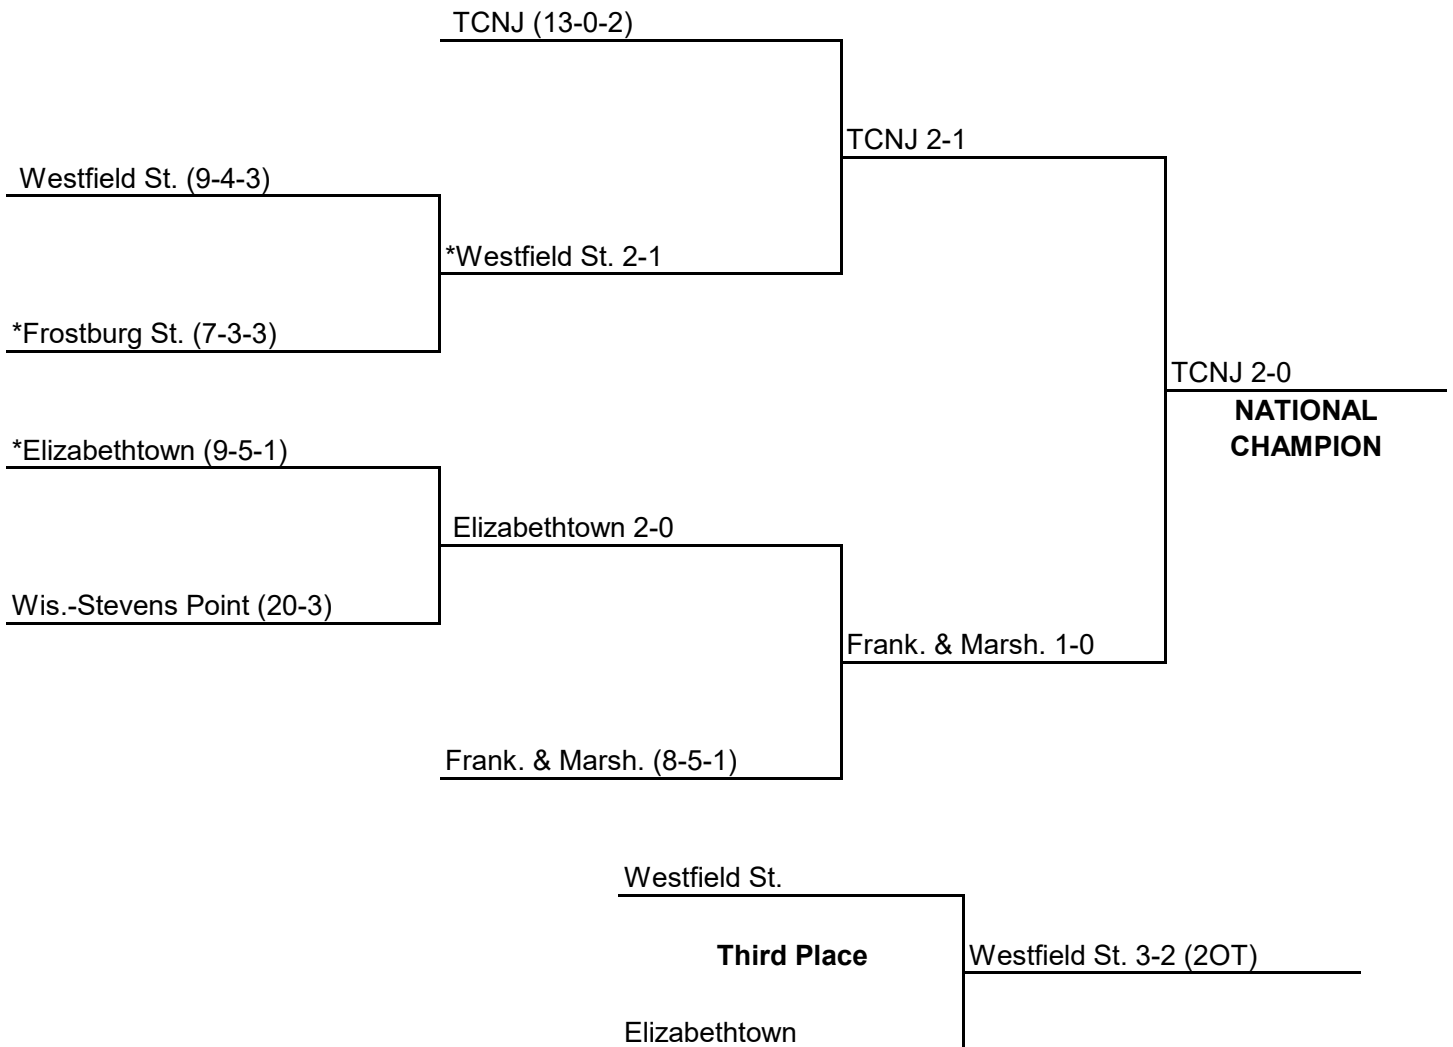 TCNJ (13-0-2)
TCNJ 2-1
Westfield St. (9-4-3)
*Westfield St. 2-1
*Frostburg St. (7-3-3)
TCNJ 2-0
NATIONAL
CHAMPION
*Elizabethtown (9-5-1)
Elizabethtown 2-0
Wis.-Stevens Point (20-3)
Frank. & Marsh. 1-0
Frank. & Marsh. (8-5-1)
Westfield St.
Third Place
Westfield St. 3-2 (2OT)
Elizabethtown